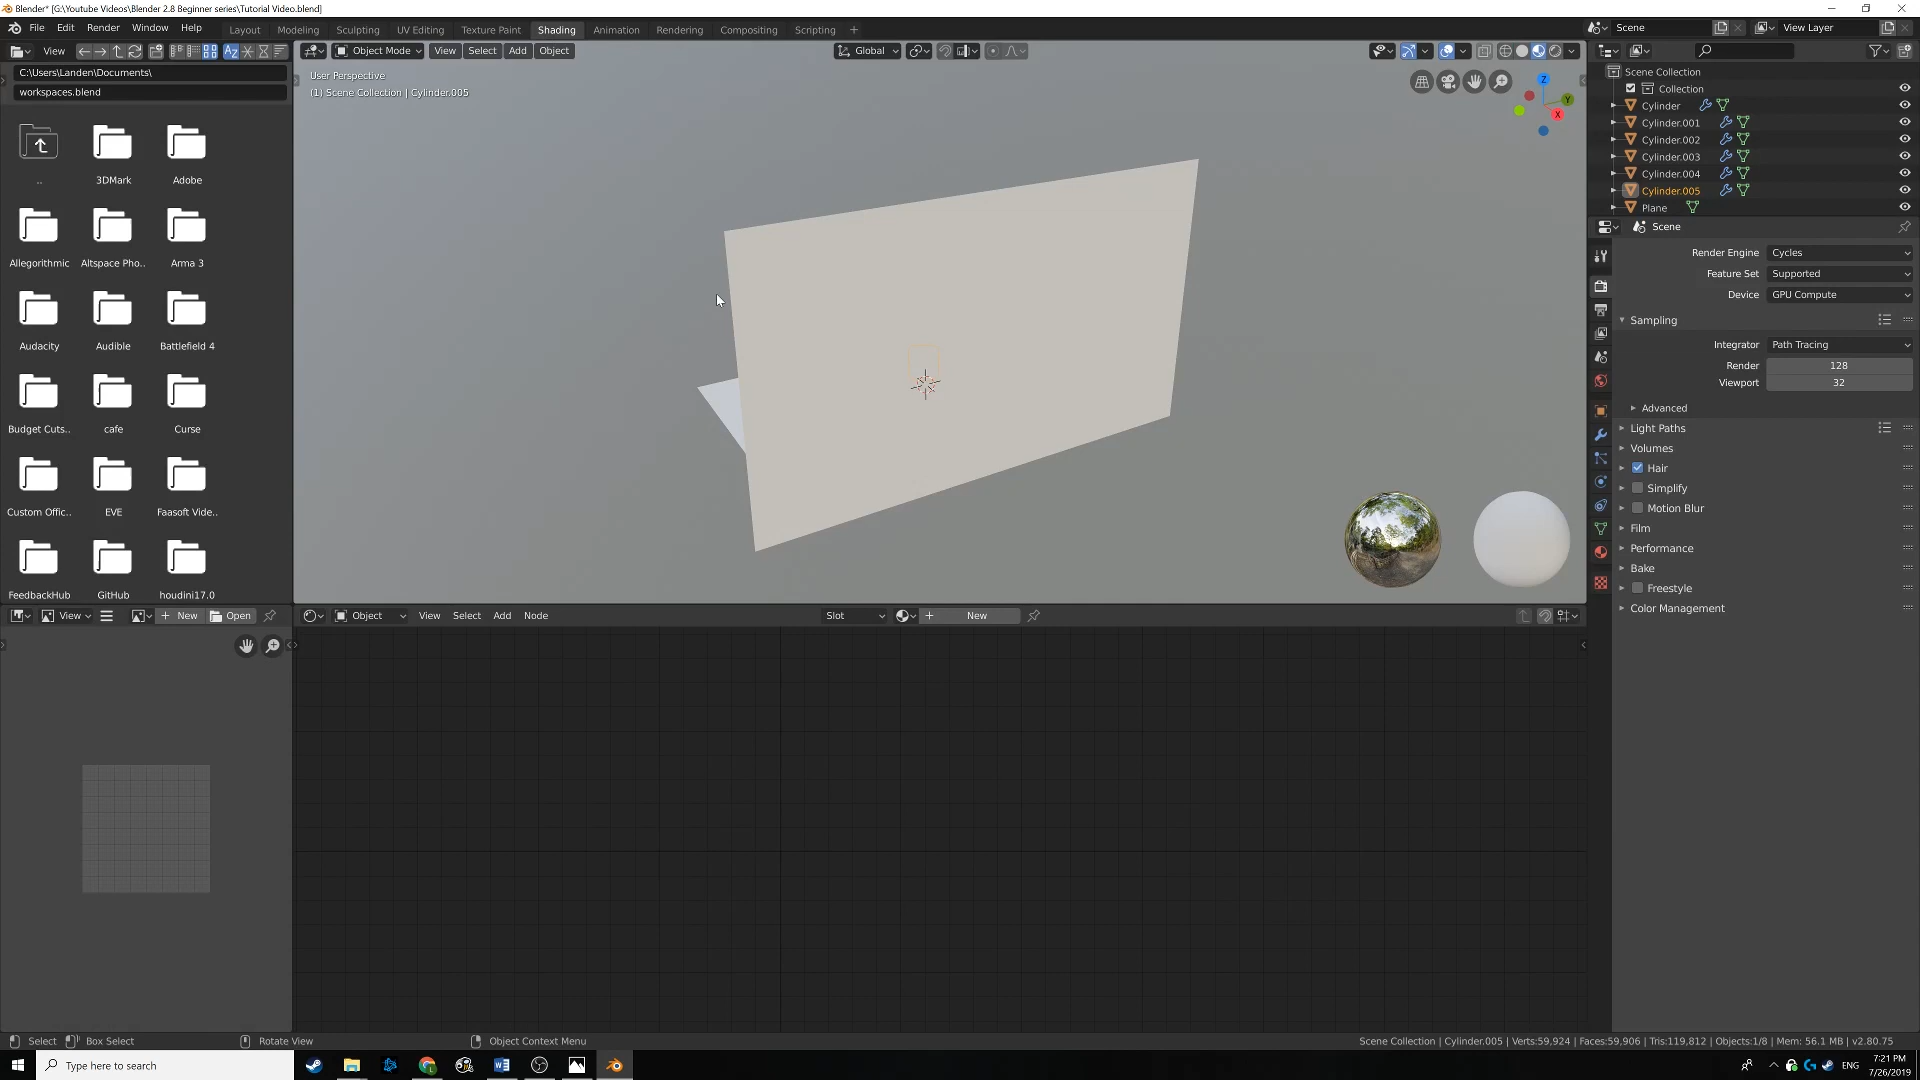 Blender* [G:\Youtube Videos\Blender 2.8 Beginner series\Tutorial Video.blend]
File Edit Render Window Help Layout Modeling Sculpting UV Editing Texture Paint Shading Animation Rendering Compositing Scripting + Scene View Layer
View Object Mode View Select Add Object Global
C:\Users\Landen\Documents\
workspaces.blend
User Perspective
(1) Scene Collection | Cylinder.005
Z
Y
X
..
3DMark
Adobe
Allegorithmic
Altspace Pho..
Arma 3
Audacity
Audible
Battlefield 4
Budget Cuts..
cafe
Curse
Custom Offic..
EVE
Faasoft Vide..
FeedbackHub
GitHub
houdini17.0
Scene Collection
Collection
Cylinder
Cylinder.001
Cylinder.002
Cylinder.003
Cylinder.004
Cylinder.005
Plane
Scene
Render Engine Cycles
Feature Set Supported
Device GPU Compute
Sampling
Integrator Path Tracing
Render 128
Viewport 32
Advanced
Light Paths
Volumes
Hair
Simplify
Motion Blur
Film
Performance
Bake
Freestyle
Color Management
View + New Open
Object View Select Add Node Slot + New
Select Box Select Rotate View Object Context Menu
Scene Collection | Cylinder.005 | Verts:59,924 | Faces:59,906 | Tris:119,812 | Objects:1/8 | Mem: 56.1 MB | v2.80.75
Type here to search
ENG
7:21 PM
7/26/2019